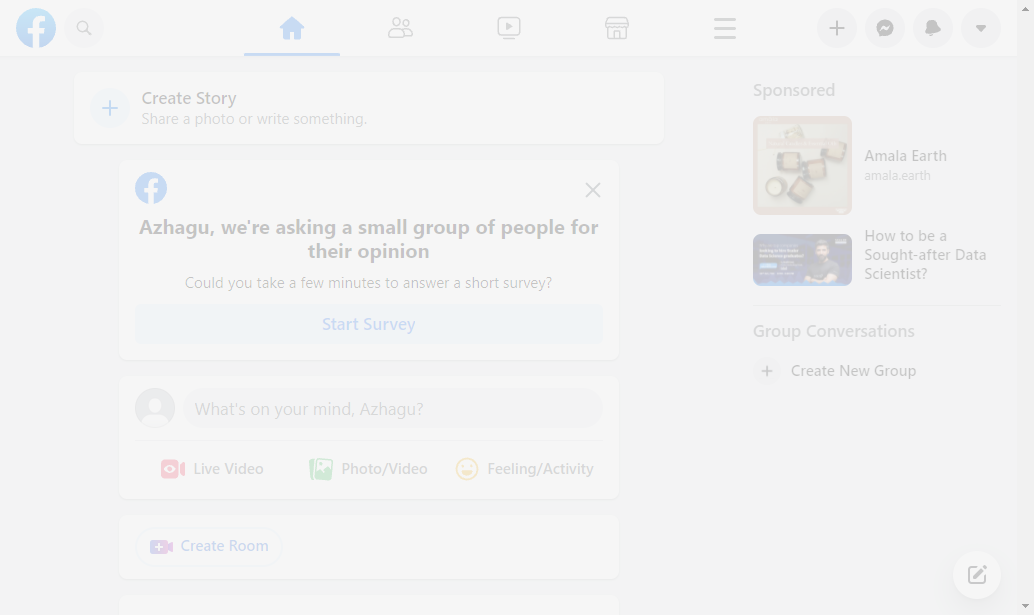 Create Story
Share a photo or write something.
Azhagu, we're asking a small group of people for
their opinion
Could you take a few minutes to answer a short survey?
Start Survey
What's on your mind, Azhagu?
Live Video
Photo/Video
Feeling/Activity
Create Room
Sponsored
Amala Earth
amala.earth
How to be a
Sought-after Data
Scientist?
Group Conversations
Create New Group